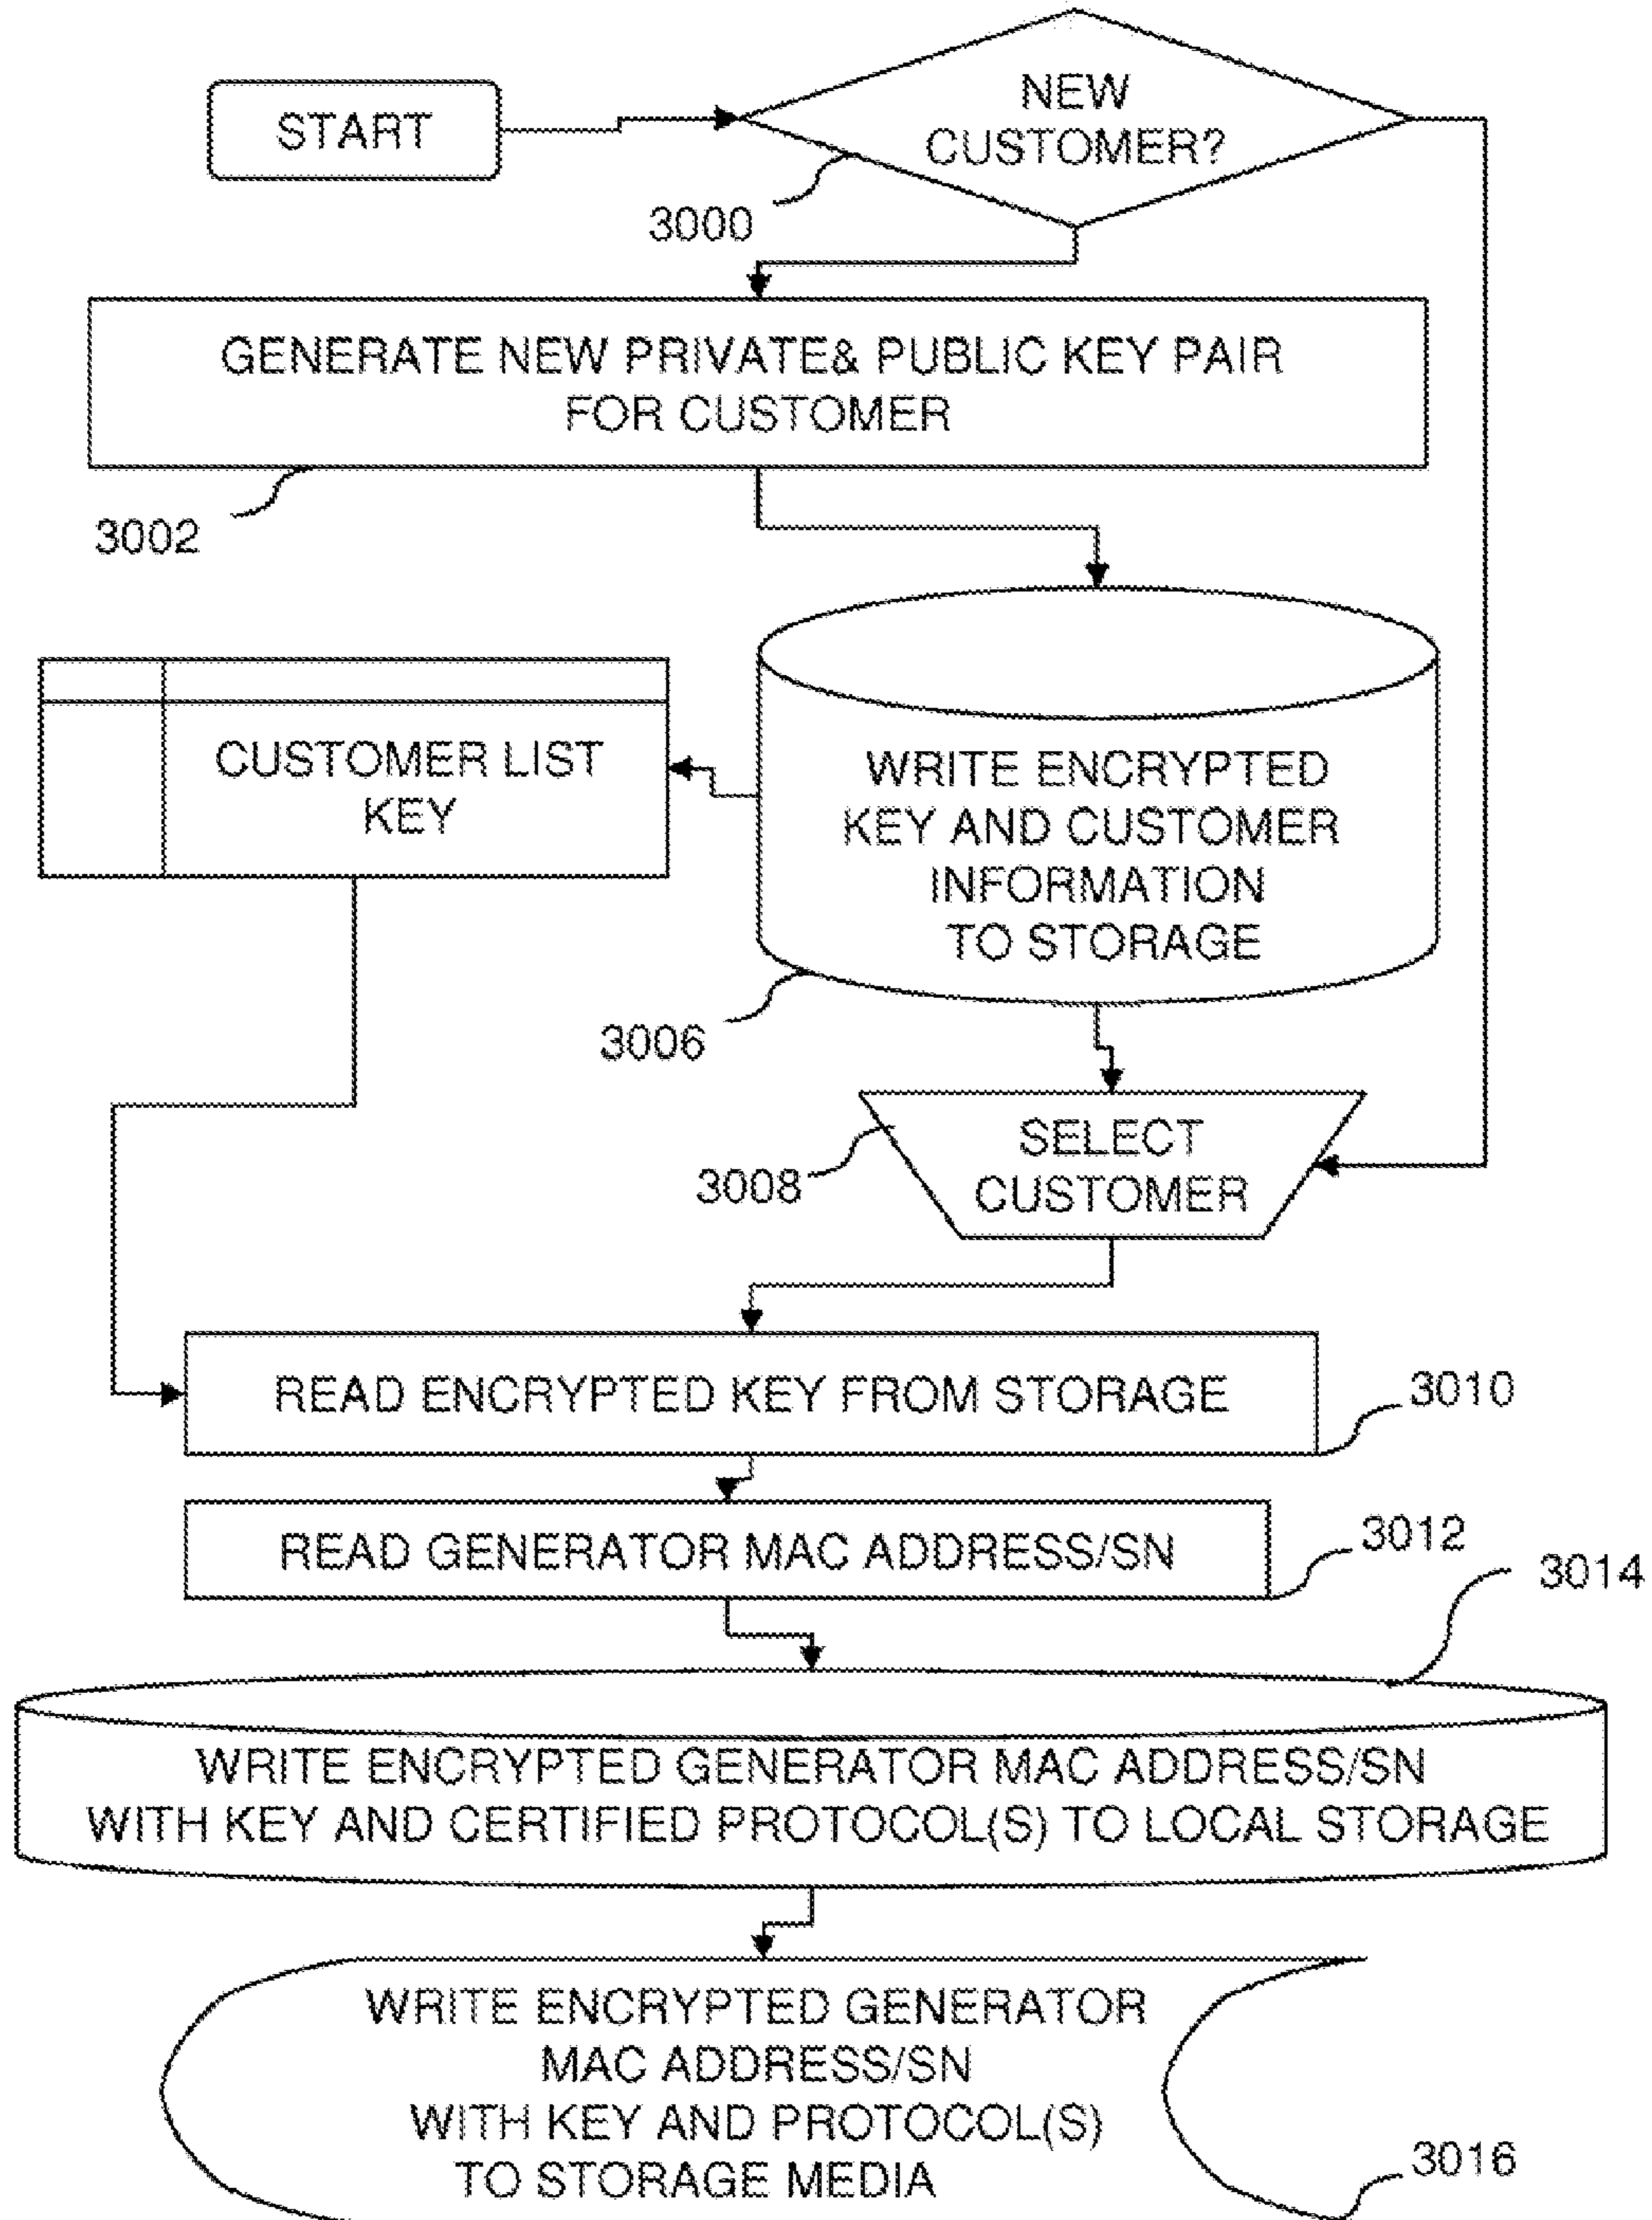 START
NEW
CUSTOMER?
3000
GENERATE NEW PRIVATE& PUBLIC KEY PAIR
FOR CUSTOMER
3002
CUSTOMER LIST
KEY
WRITE ENCRYPTED
KEY AND CUSTOMER
INFORMATION
TO STORAGE
3006
SELECT
CUSTOMER
3008
READ ENCRYPTED KEY FROM STORAGE
3010
READ GENERATOR MAC ADDRESS/SN
3012
3014
WRITE ENCRYPTED GENERATOR MAC ADDRESS/SN
WITH KEY AND CERTIFIED PROTOCOL(S) TO LOCAL STORAGE
WRITE ENCRYPTED GENERATOR
MAC ADDRESS/SN
WITH KEY AND PROTOCOL(S)
TO STORAGE MEDIA
3016